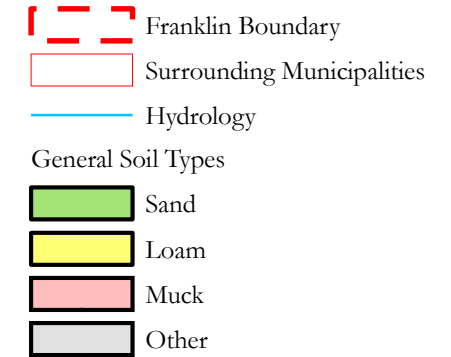 Franklin Boundary
Surrounding Municipalities
Hydrology
General Soil Types
Sand
Loam
Muck
Other